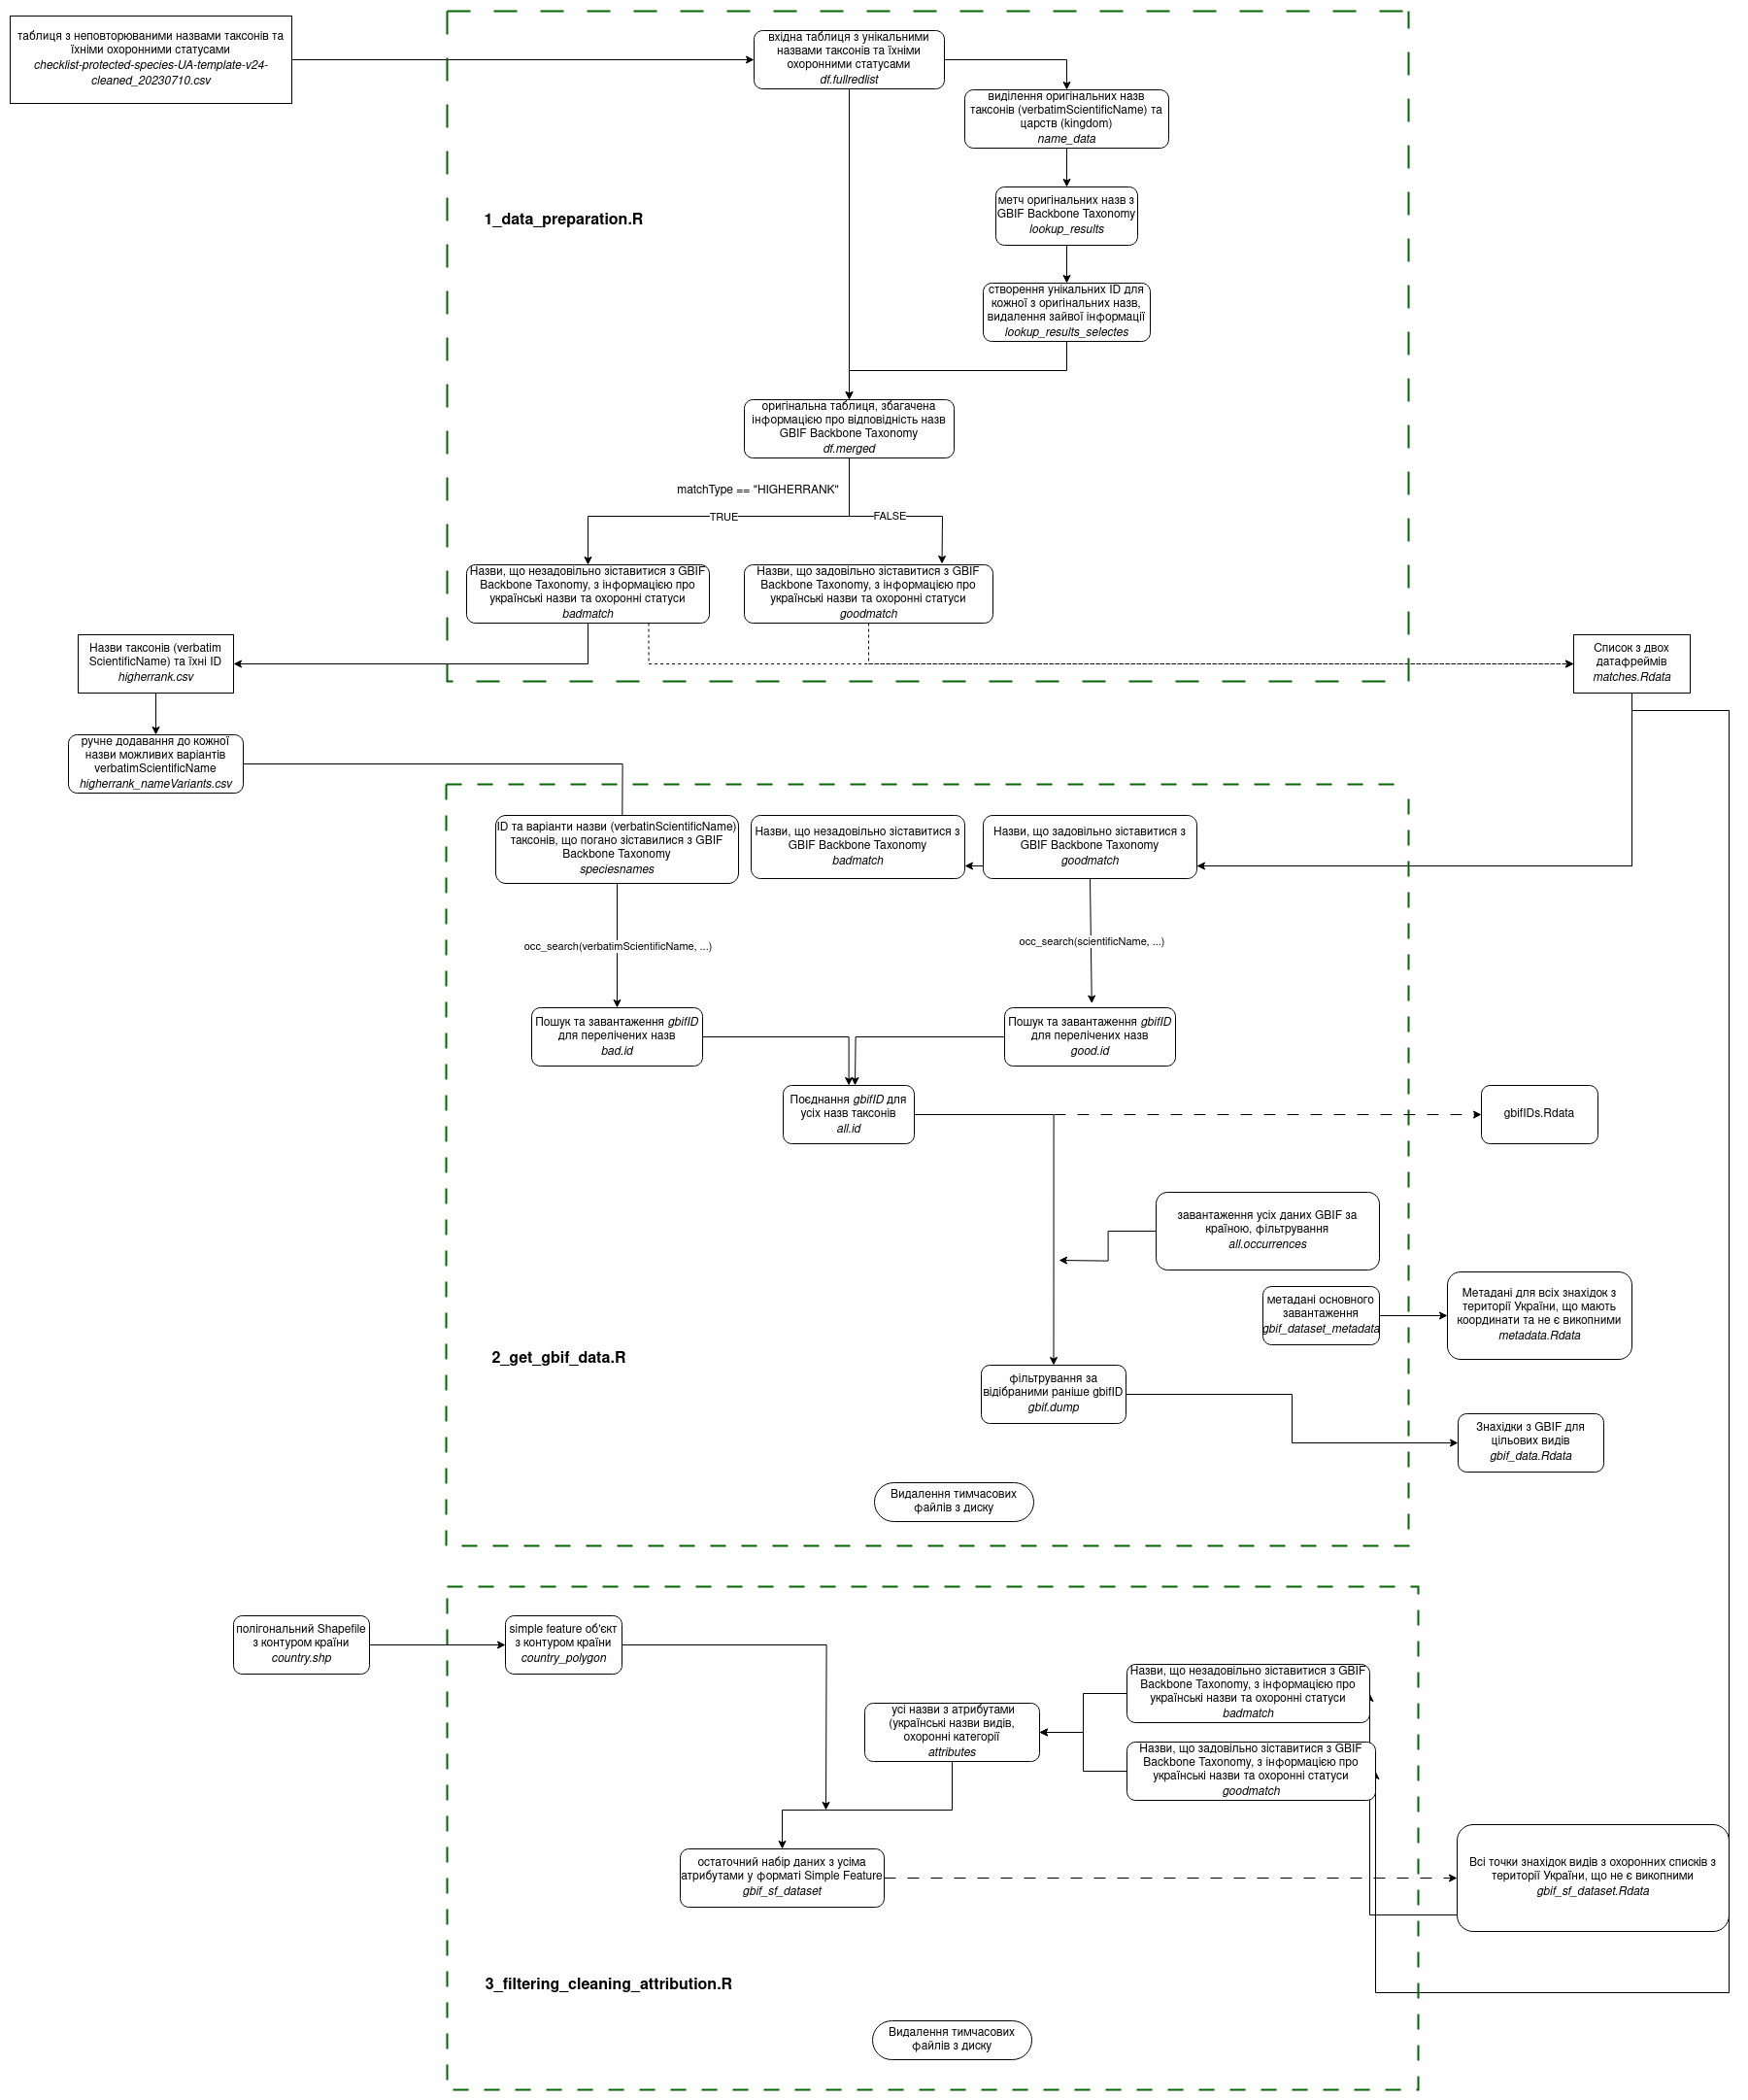 таблиця з неповторюваними назвами таксонів та
їхніми охоронними статусами
checklist-protected-species-UA-template-v24-
cleaned_20230710.csv
вхідна таблиця з унікальними
назвами таксонів та їхніми
охоронними статусами
df.fullredlist
виділення оригінальних назв
таксонів (verbatimScientificName) та
царств (kingdom)
name_data
1_data_preparation.R
метч оригінальних назв з
GBIF Backbone Taxonomy
lookup_results
створення унікальних ID для
кожної з оригінальних назв,
видалення зайвої інформації
lookup_results_selectes
оригінальна таблиця, збагачена
інформацією про відповідність назв
GBIF Backbone Taxonomy
df.merged
matchType == "HIGHERRANK"
TRUE
FALSE
Назви, що незадовільно зіставитися з GBIF
Backbone Taxonomy, з інформацією про
українські назви та охоронні статуси
badmatch
Назви, що задовільно зіставитися з GBIF
Backbone Taxonomy, з інформацією про
українські назви та охоронні статуси
goodmatch
Назви таксонів (verbatim
ScientificName) та їхні ID
higherrank.csv
Список з двох
датафреймів
matches.Rdata
ручне додавання до кожної
назви можливих варіантів
verbatimScientificName
higherrank_nameVariants.csv
ID та варіанти назви (verbatinScientificName)
таксонів, що погано зіставилися з GBIF
Backbone Taxonomy
speciesnames
Назви, що незадовільно зіставитися з
GBIF Backbone Taxonomy
badmatch
Назви, що задовільно зіставитися з
GBIF Backbone Taxonomy
goodmatch
occ_search(verbatimScientificName, ...)
occ_search(scientificName, ...)
Пошук та завантаження gbifID
для перелічених назв
bad.id
Пошук та завантаження gbifID
для перелічених назв
good.id
Поєднання gbifID для
усіх назв таксонів
all.id
gbifIDs.Rdata
завантаження усіх даних GBIF за
країною, фільтрування
all.occurrences
метадані основного
завантаження
gbif_dataset_metadata
Метадані для всіх знахідок з
території України, що мають
координати та не є викопними
metadata.Rdata
2_get_gbif_data.R
фільтрування за
відібраними раніше gbifID
gbif.dump
Знахідки з GBIF для
цільових видів
gbif_data.Rdata
Видалення тимчасових
файлів з диску
полігональний Shapefile
з контуром країни
country.shp
simple feature об'єкт
з контуром країни
country_polygon
усі назви з атрибутами
(українські назви видів,
охоронні категорії
attributes
Назви, що незадовільно зіставитися з GBIF
Backbone Taxonomy, з інформацією про
українські назви та охоронні статуси
badmatch
Назви, що задовільно зіставитися з GBIF
Backbone Taxonomy, з інформацією про
українські назви та охоронні статуси
goodmatch
остаточний набір даних з усіма
атрибутами у форматі Simple Feature
gbif_sf_dataset
Всі точки знахідок видів з охоронних списків з
території України, що не є викопними
gbif_sf_dataset.Rdata
3_filtering_cleaning_attribution.R
Видалення тимчасових
файлів з диску